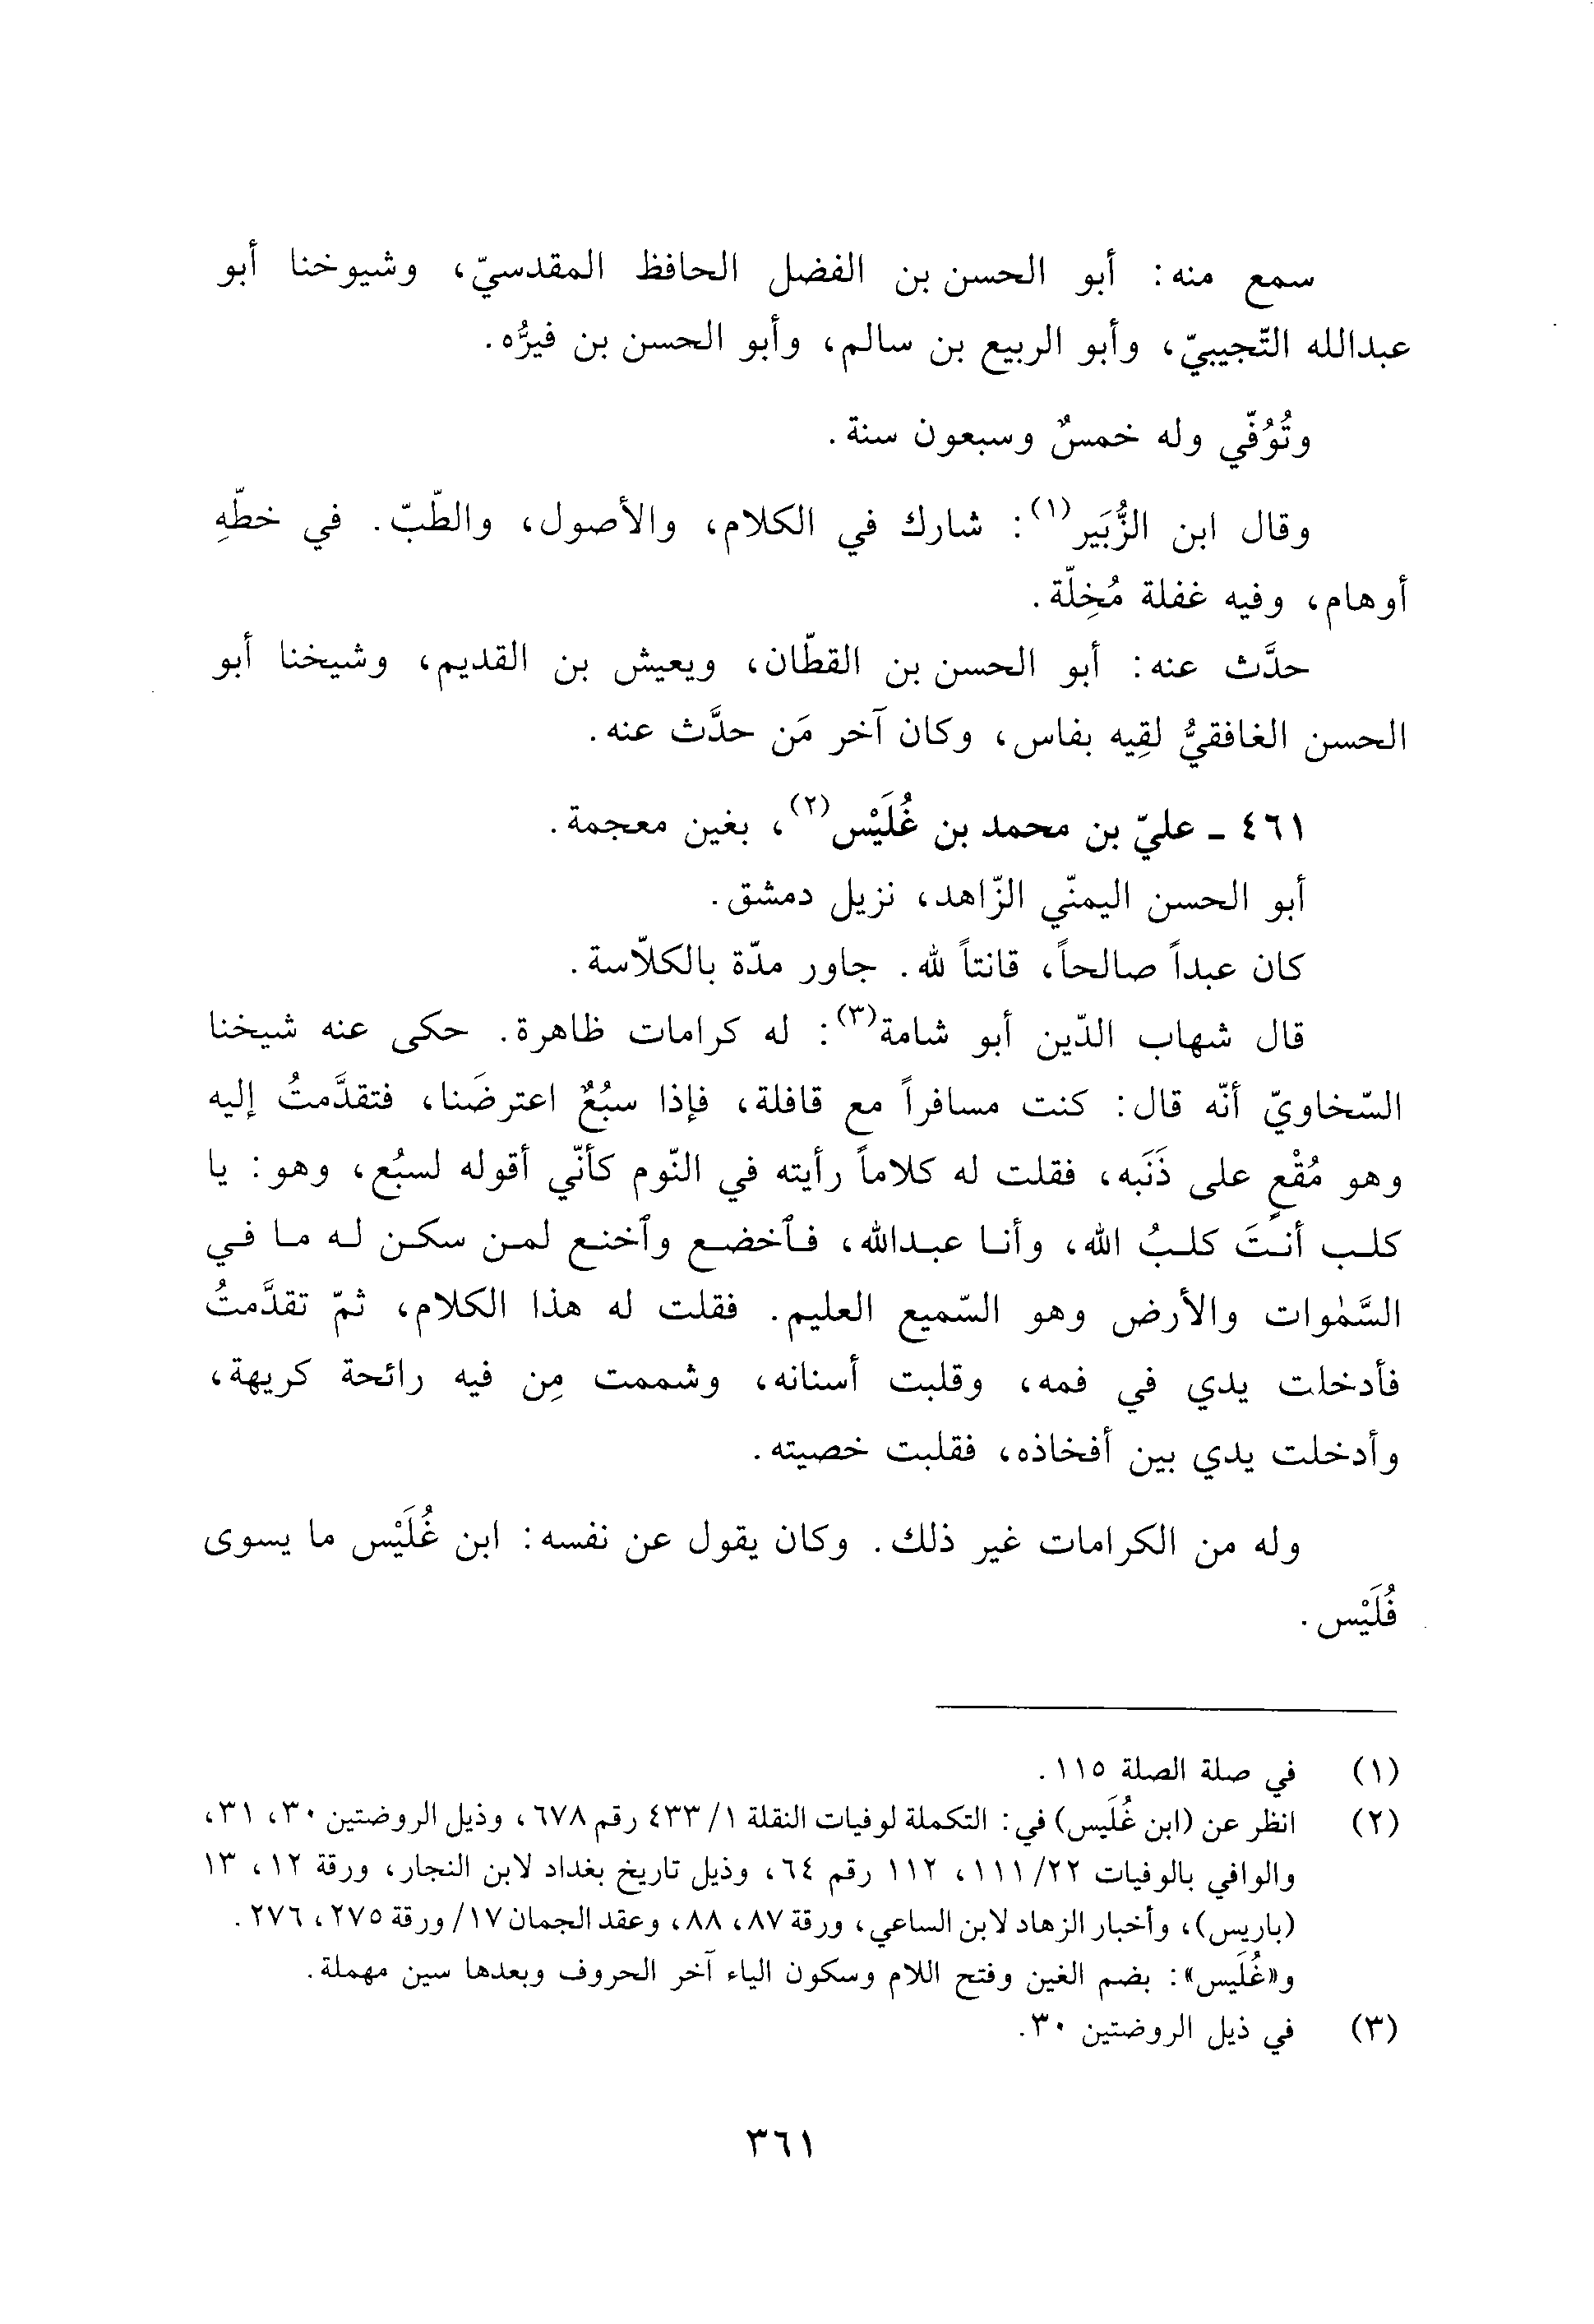 سمع منه: أبو الحسن بن الفضل الحافظ المقدسيّ، وشيوخنا أبو
عبدالله التّجيبيّ، وأبو الربيع بن سالم، وأبو الحسن بن فيرُّه.
وتُوُفّي وله خمسٌ وسبعون سنة.
وقال ابن الزُّبَير(١): شارك في الكلام، والأصول، والطّبّ. في خطّهِ
أوهام، وفيه غفلة مُخِلّة.
حدَّث عنه: أبو الحسن بن القطّان، ويعيش بن القديم، وشيخنا أبو
الحسن الغافقيُّ لقِيه بفاس، وكان آخر مَن حدَّث عنه.
٤٦١ ـ عليّ بن محمد بن غُلَيْس(٢)، بغين معجمة.
أبو الحسن اليمنّي الزّاهد، نزيل دمشق.
كان عبداً صالحاً، قانتاً لله. جاور مدّة بالكلاّسة.
قال شهاب الدّين أبو شامة(٣): له كرامات ظاهرة. حكى عنه شيخنا
السّخاويّ أنّه قال: كنت مسافراً مع قافلة، فإذا سبُعٌ اعترضَنا، فتقدَّمتُ إليه
وهو مُقْعٍ على ذَنَبه، فقلت له كلاماً رأيته في النّوم كأنّي أقوله لسبُع، وهو: يا
كلب أنتَ كلبُ الله، وأنا عبدالله، فٱخضع وٱخنع لمن سكن له ما في
السَّمٰوات والأرض وهو السّميع العليم. فقلت له هذا الكلام، ثمّ تقدَّمتُ
فأدخلت يدي في فمه، وقلبت أسنانه، وشممت مِن فيه رائحة كريهة،
وأدخلت يدي بين أفخاذه، فقلبت خصيته.
وله من الكرامات غير ذلك. وكان يقول عن نفسه: ابن غُلَيْس ما يسوى
فُلَيْس.
(١) في صلة الصلة ١١٥.
(٢) انظر عن (ابن غُلَيس) في: التكملة لوفيات النقلة ١/ ٤٣٣ رقم ٦٧٨، وذيل الروضتين ٣٠، ٣١،
والوافي بالوفيات ٢٢/ ١١١، ١١٢ رقم ٦٤، وذيل تاريخ بغداد لابن النجار، ورقة ١٢، ١٣
(باريس)، وأخبار الزهاد لابن الساعي، ورقة ٨٧، ٨٨، وعقد الجمان ١٧/ ورقة ٢٧٥، ٢٧٦.
و«غُلَيس»: بضم الغين وفتح اللام وسكون الياء آخر الحروف وبعدها سين مهملة.
(٣) في ذيل الروضتين ٣٠.
٣٦١